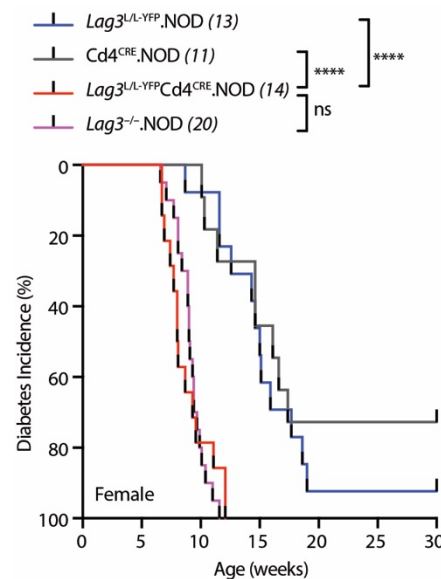 Lag3ᴸ/ᴸ⁻ʸᶠᴾ.NOD (13)
Cd4ᶜᴿᴱ.NOD (11)
Lag3ᴸ/ᴸ⁻ʸᶠᴾCd4ᶜᴿᴱ.NOD (14)
Lag3⁻/⁻.NOD (20)
****
****
ns
Diabetes Incidence (%)
0
20
40
60
80
100
Female
0 5 10 15 20 25 30
Age (weeks)